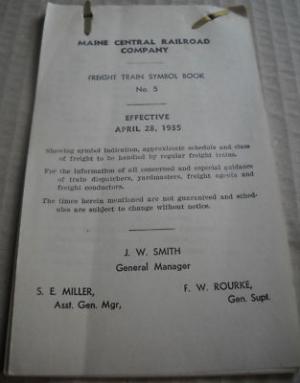 MAINE CENTRAL RAILROAD
COMPANY
FREIGHT TRAIN SYMBOL BOOK
No. 5
EFFECTIVE
APRIL 28, 1935
Showing symbol indication, approximate schedule and class
of freight to be handled by regular freight trains.
For the information of all concerned and especial guidance
of train dispatchers, yardmasters, freight agents and
freight conductors.
The times herein mentioned are not guaranteed and sched-
ules are subject to change without notice.
J. W. SMITH
General Manager
S. E. MILLER,
Asst. Gen. Mgr,
F. W. ROURKE,
Gen. Supt.